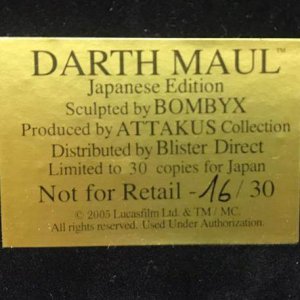 DARTH MAUL™
Japanese Edition
Sculpted by BOMBYX
Produced by ATTAKUS Collection
Distributed by Blister Direct
Limited to 30 copies for Japan
Not for Retail - 16 / 30
© 2005 Lucasfilm Ltd. & TM / MC.
All rights reserved. Used Under Authorization.